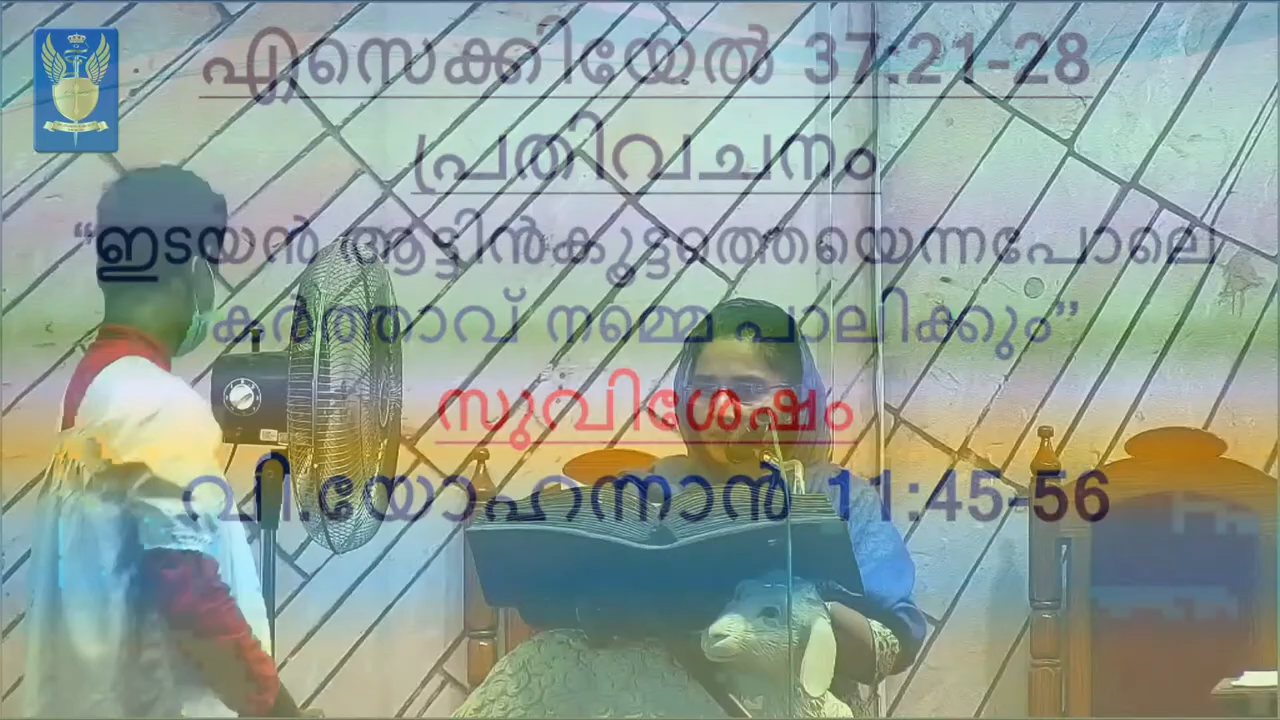 എസെക്കിയേൽ 37:21-28
പ്രതിവചനം
“ഇടയൻ ആട്ടിൻകൂട്ടത്തെയെന്നപോലെ
കർത്താവ് നമ്മെ പാലിക്കും”
സുവിശേഷം
വി.യോഹന്നാൻ 11:45-56